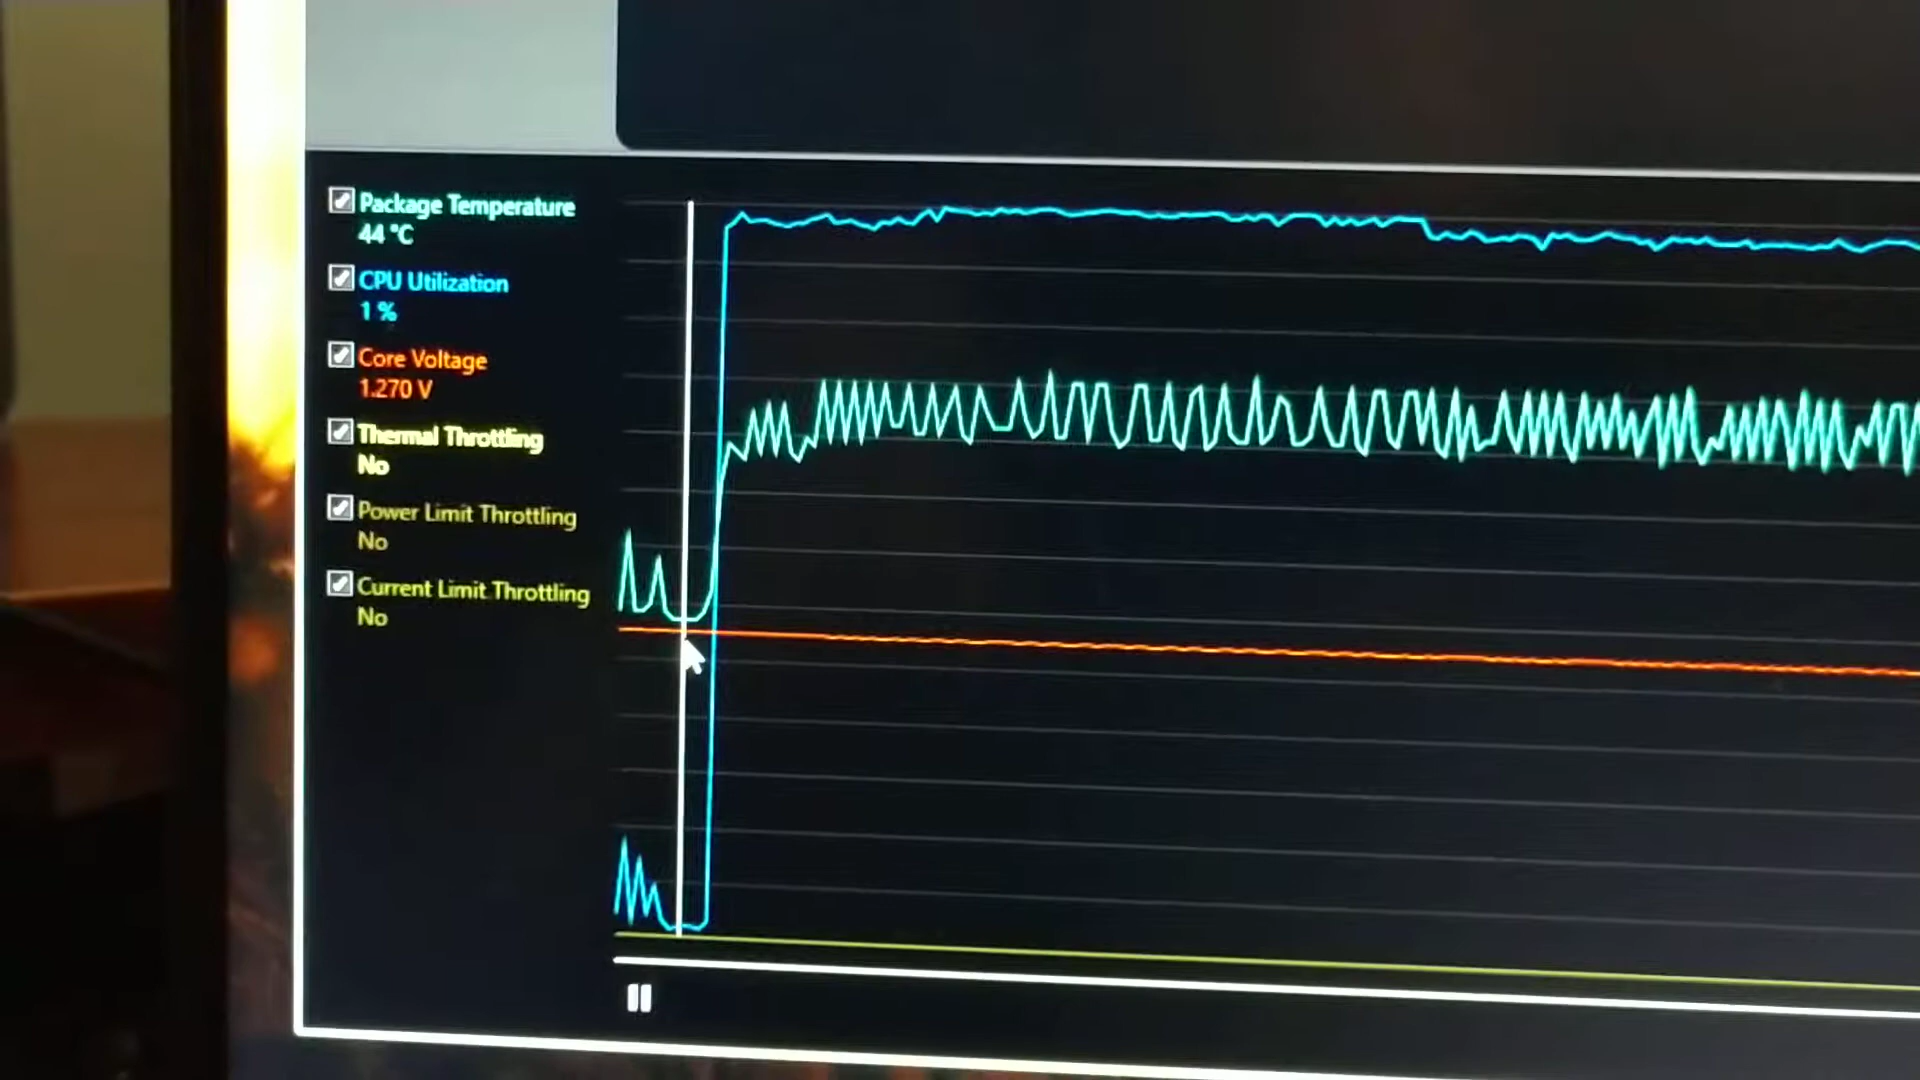 Package Temperature
44 °C
CPU Utilization
1 %
Core Voltage
1.270 V
Thermal Throttling
No
Power Limit Throttling
No
Current Limit Throttling
No